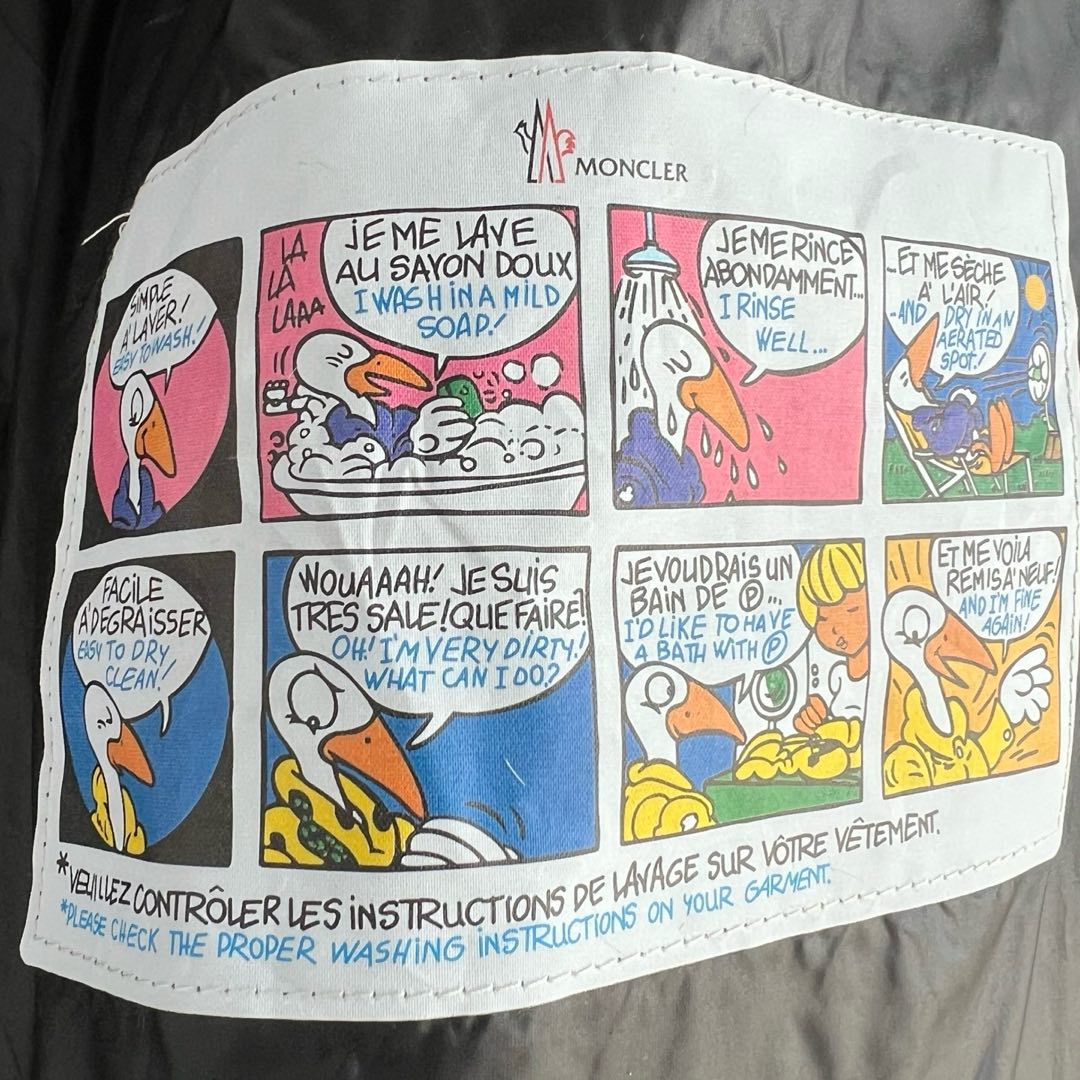 MONCLER
SIMPLE
A' LAVER!
EASY TO WASH!
LA
LA
LAAA
JE ME LAVE
AU SAVON DOUX
I WASH IN A MILD
SOAP!
JE ME RINCE
ABONDAMMENT...
I RINSE
WELL...
...ET ME SÈCHE
A' L'AIR!
..AND DRY IN AN
AERATED
SPOT!
FACILE
A'DEGRAISSER
EASY TO DRY
CLEAN!
WOUAAAH! JE SUIS
TRES SALE! QUE FAIRE?
OH! I'M VERY DIRTY!
WHAT CAN I DO?
JE VOUDRAIS UN
BAIN DE Ⓟ...
I'D LIKE TO HAVE
A BATH WITH Ⓟ
ET ME VOILA
REMIS A' NEUF!
AND I'M FINE
AGAIN!
*VEUILLEZ CONTRÔLER LES INSTRUCTIONS DE LAVAGE SUR VÔTRE VÊTEMENT.
*PLEASE CHECK THE PROPER WASHING INSTRUCTIONS ON YOUR GARMENT.